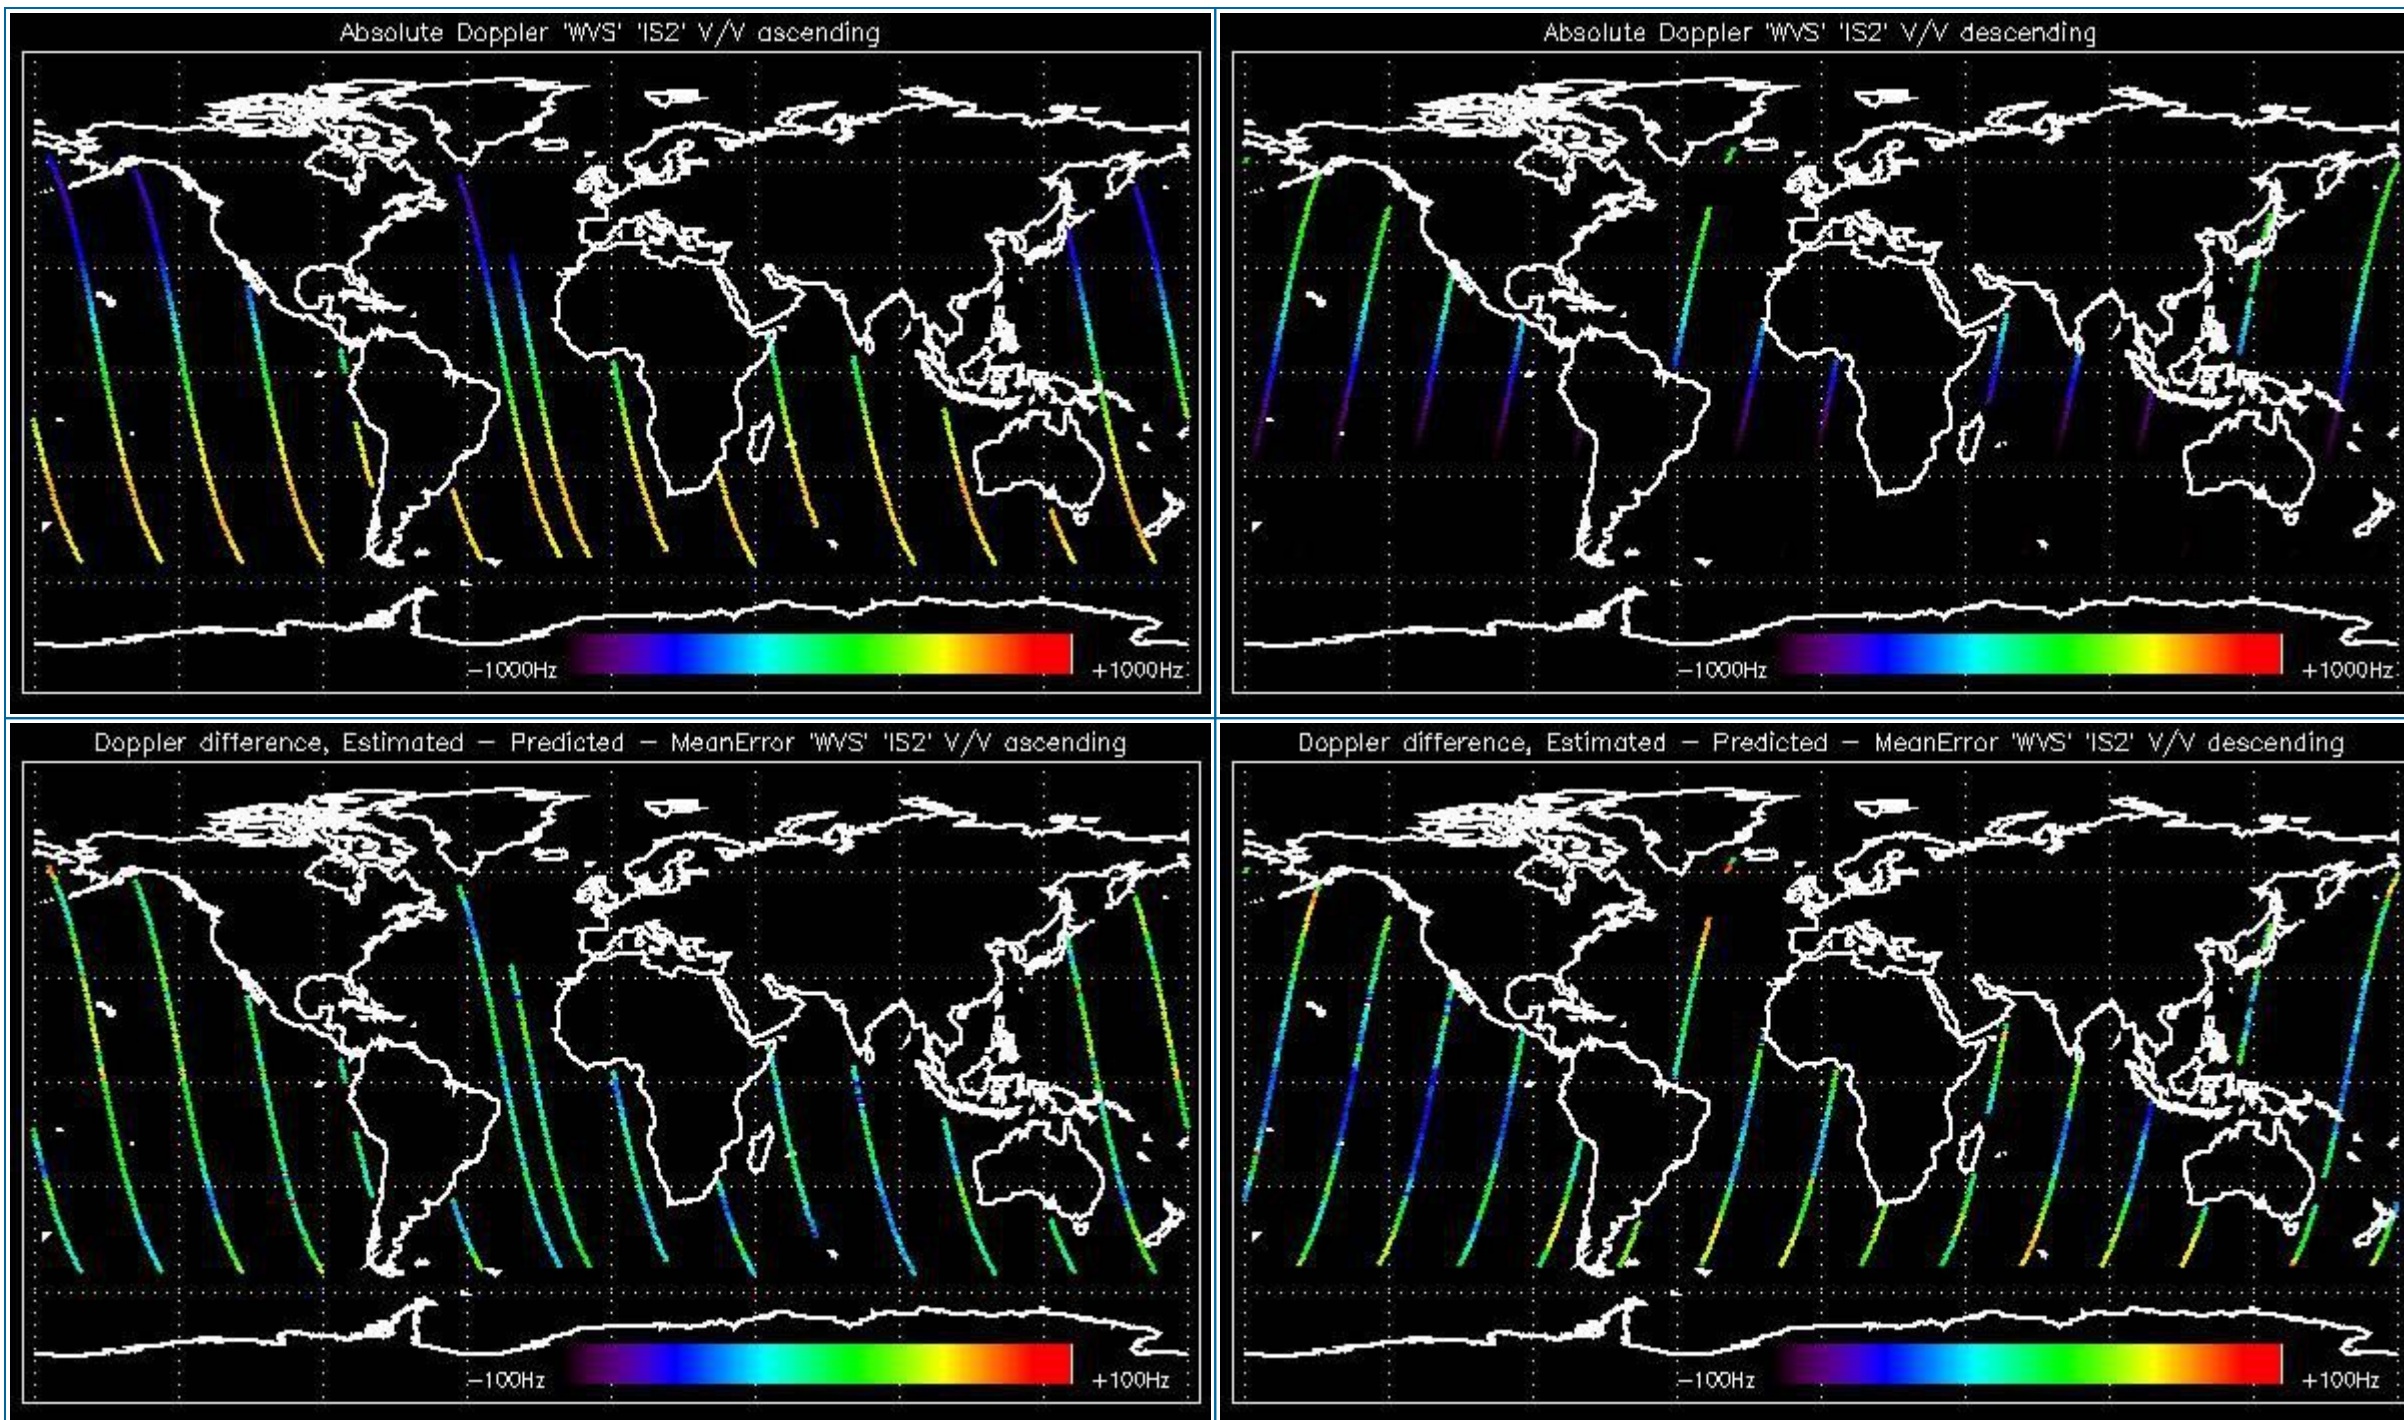 Absolute Doppler 'WVS' 'IS2' V/V ascending
-1000Hz
+1000Hz
Absolute Doppler 'WVS' 'IS2' V/V descending
-1000Hz
+1000Hz
Doppler difference, Estimated - Predicted - MeanError 'WVS' 'IS2' V/V ascending
-100Hz
+100Hz
Doppler difference, Estimated - Predicted - MeanError 'WVS' 'IS2' V/V descending
-100Hz
+100Hz